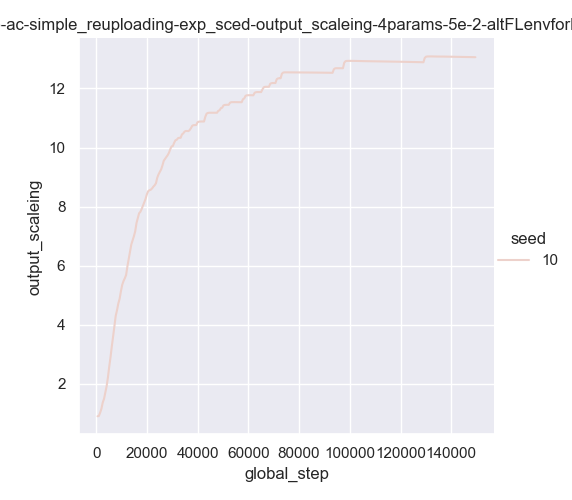 -ac-simple_reuploading-exp_sced-output_scaleing-4params-5e-2-altFLenvforl
output_scaleing
12
10
8
6
4
2
0 20000 40000 60000 80000 100000 120000 140000
global_step
seed
10